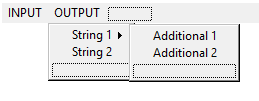 INPUT OUTPUT
String 1
String 2
Additional 1
Additional 2